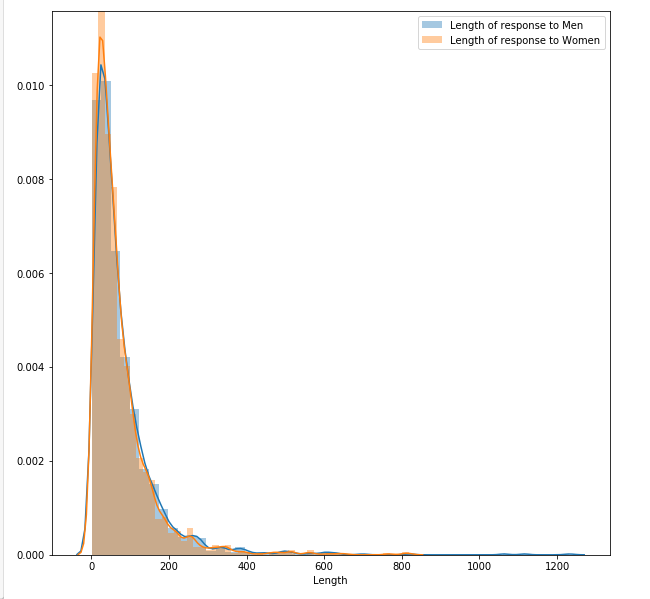 Length of response to Men
Length of response to Women
0.010
0.008
0.006
0.004
0.002
0.000
0 200 400 600 800 1000 1200
Length